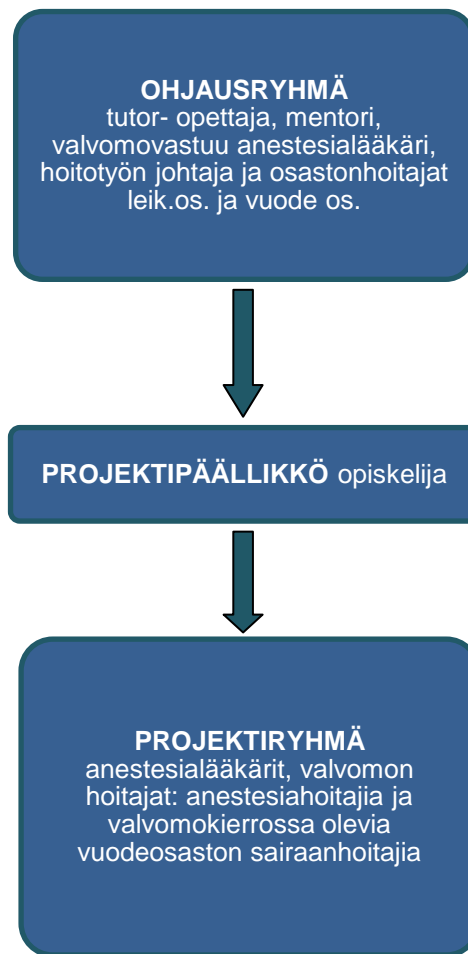 OHJAUSRYHMÄ
tutor- opettaja, mentori,
valvomovastuu anestesialääkäri,
hoitotyön johtaja ja osastonhoitajat
leik.os. ja vuode os.
PROJEKTIPÄÄLLIKKÖ opiskelija
PROJEKTIRYHMÄ
anestesialääkärit, valvomon
hoitajat: anestesiahoitajia ja
valvomokierrossa olevia
vuodeosaston sairaanhoitajia